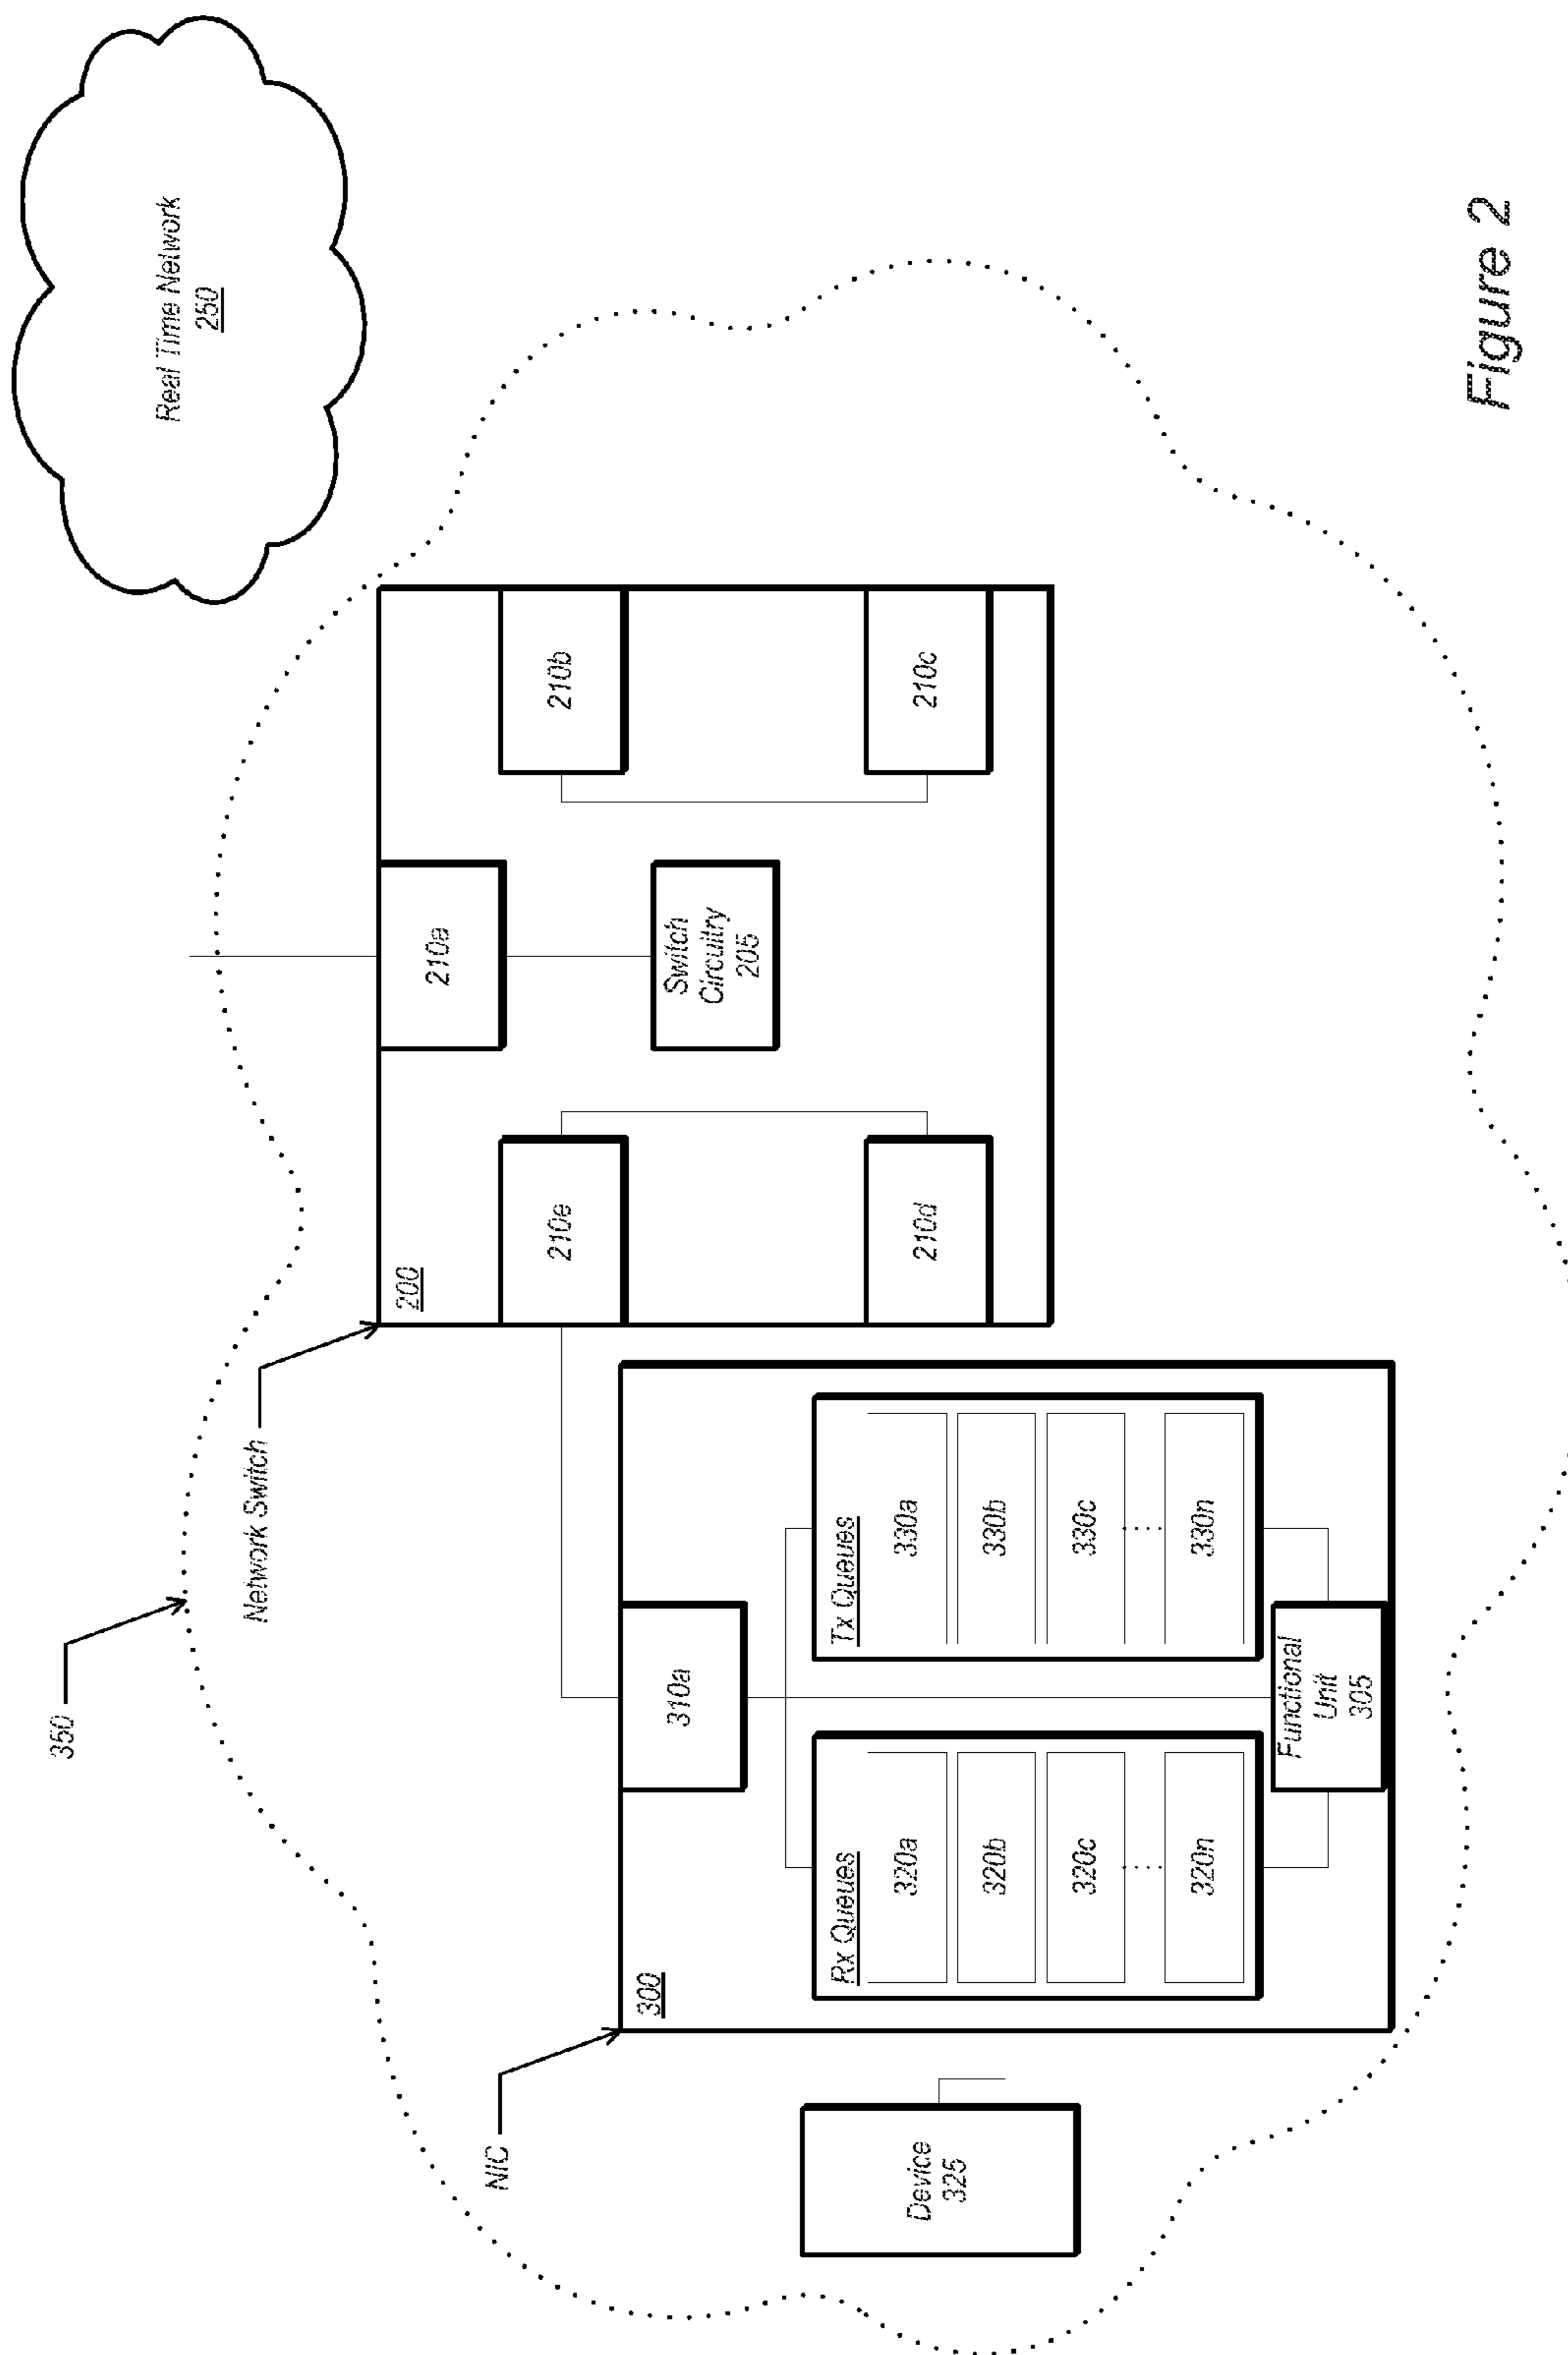 350
Real Time Network
250
Network Switch
200
210a
210e
210b
Switch
Circuitry
205
210d
210c
NIC
300
310a
Rx Queues
320a
320b
320c
320n
Tx Queues
330a
330b
330c
330n
Device
325
Functional
Unit
305
Figure 2